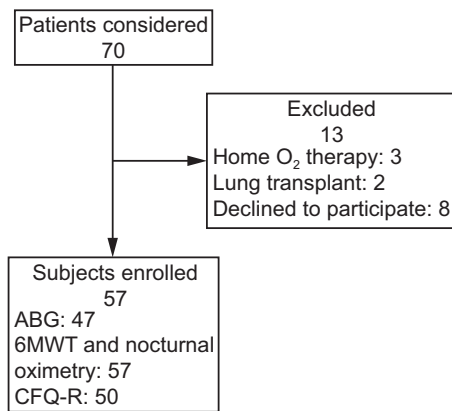 Patients considered
70
Excluded
13
Home O₂ therapy: 3
Lung transplant: 2
Declined to participate: 8
Subjects enrolled
57
ABG: 47
6MWT and nocturnal
oximetry: 57
CFQ-R: 50